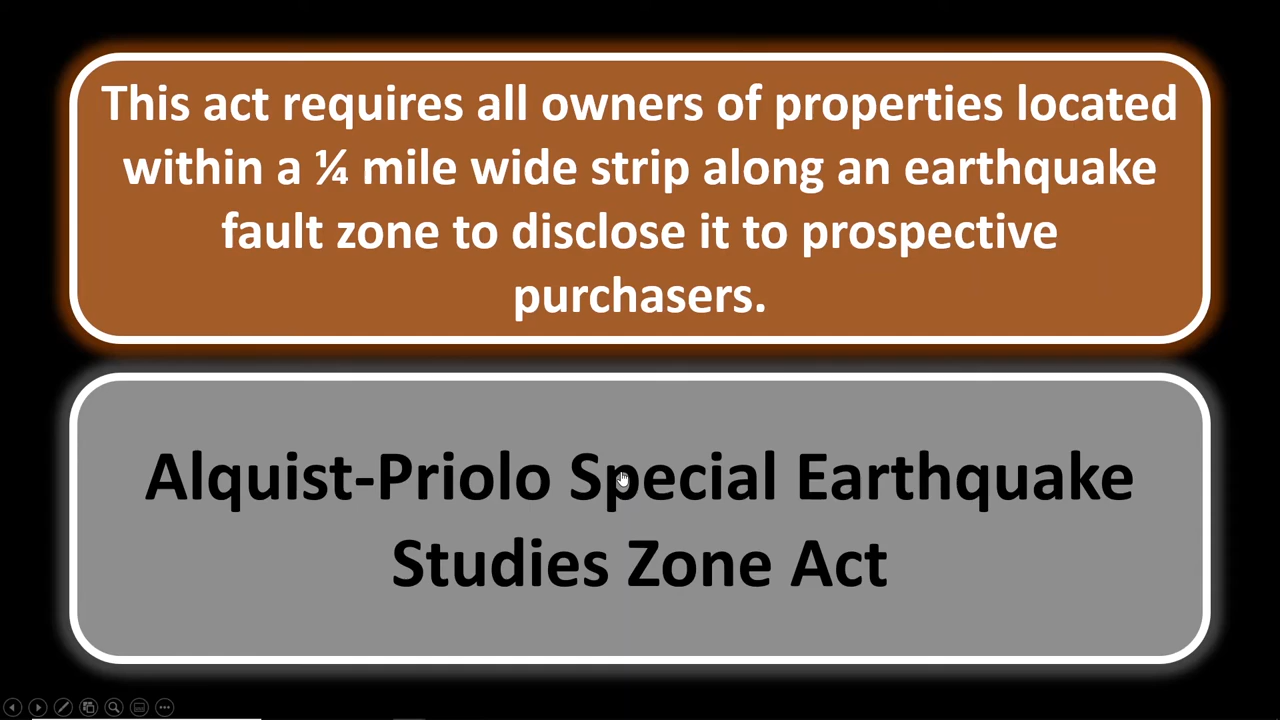 This act requires all owners of properties located
within a ¼ mile wide strip along an earthquake
fault zone to disclose it to prospective
purchasers.
Alquist-Priolo Special Earthquake
Studies Zone Act